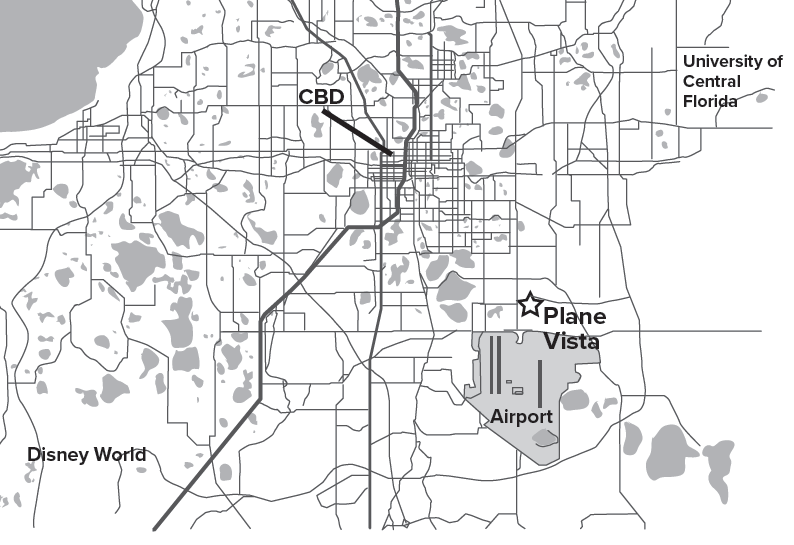 University of
Central
Florida
CBD
Plane
Vista
Airport
Disney World